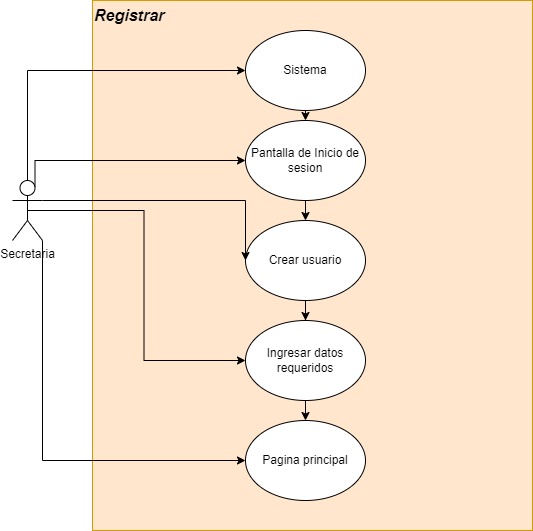 Registrar
Sistema
Pantalla de Inicio de
sesion
Secretaria
Crear usuario
Ingresar datos
requeridos
Pagina principal